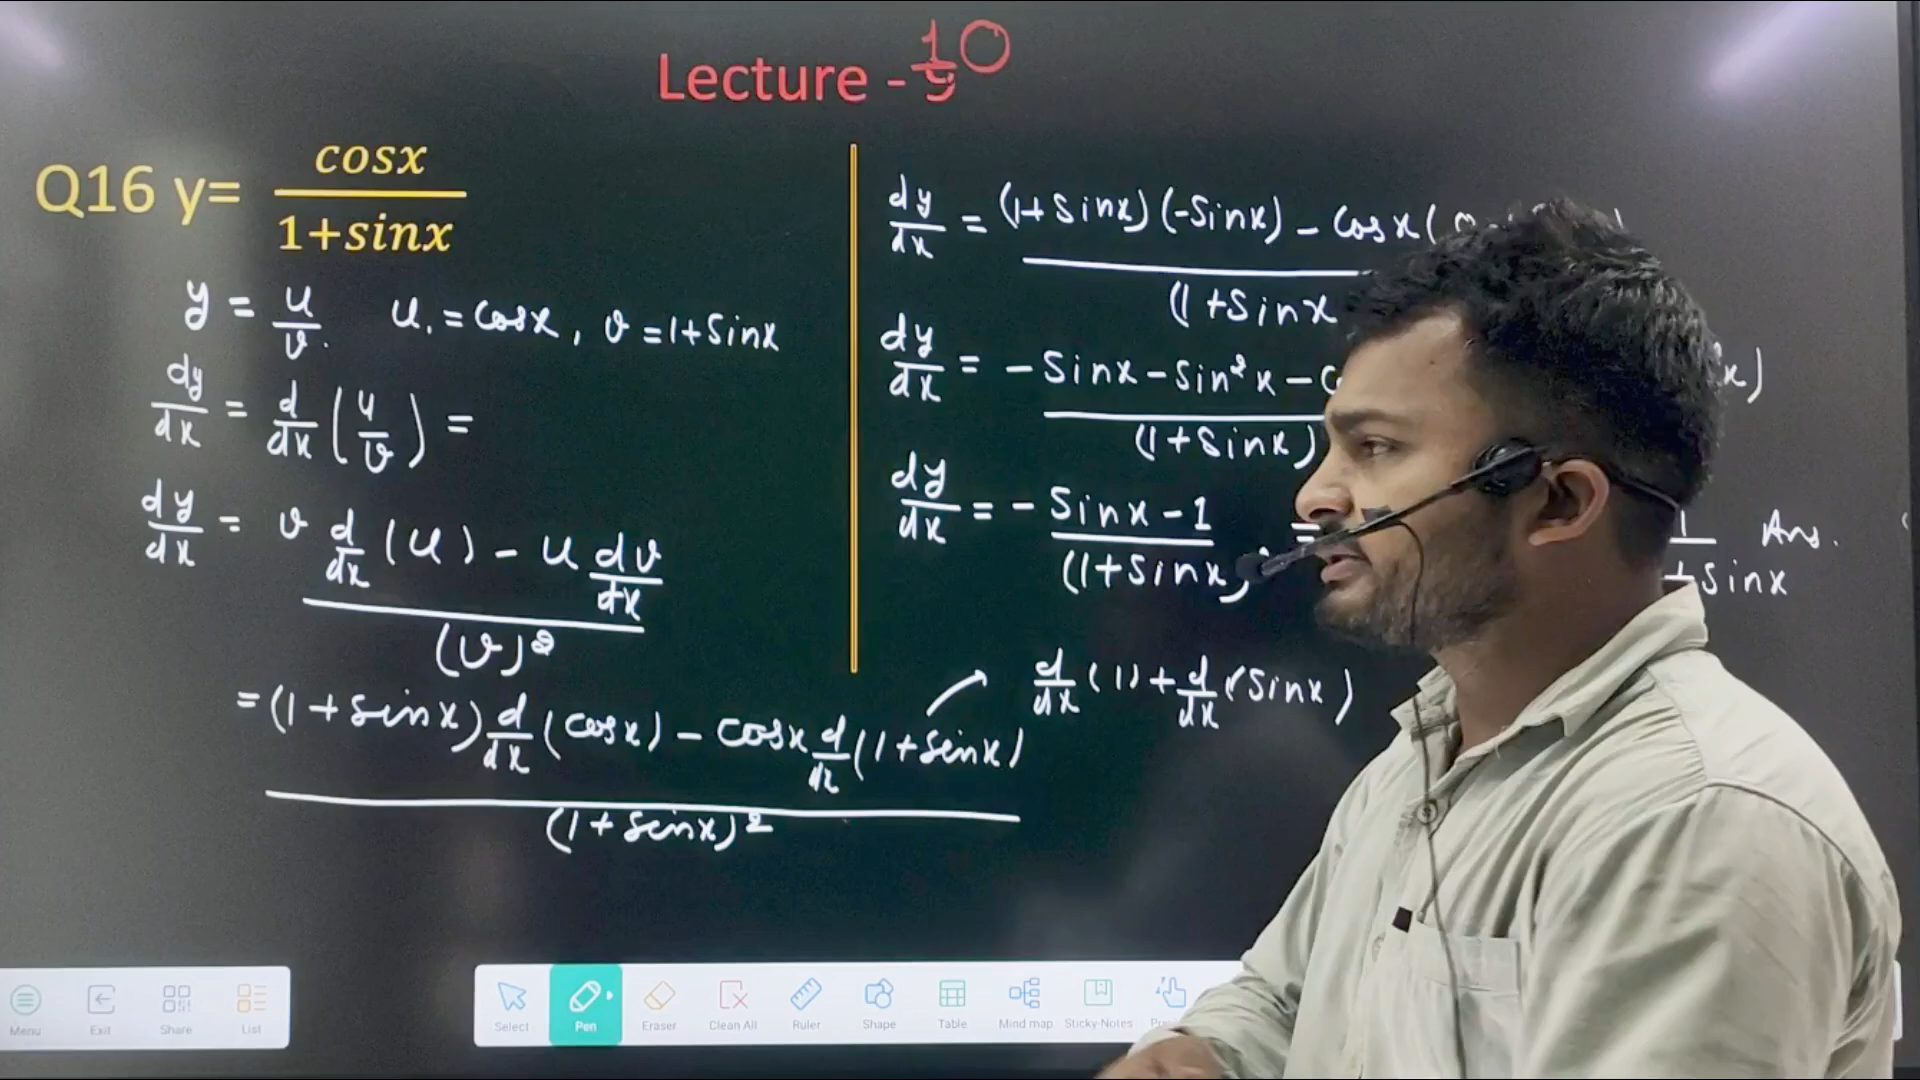 Lecture - 10
Q16 y= cosx
1+sinx
y = u/v. u = cosx, v = 1+sinx
dy/dx = d/dx (u/v) =
dy/dx = v d/dx (u) - u dv/dx
(v)²
= (1+sinx) d/dx (cosx) - cosx d/dx (1+sinx)
(1+sinx)²
dy/dx = (1+sinx)(-sinx) - cosx(
(1+sinx
dy/dx = -sinx - sin²x -
x)
(1+sinx)
dy/dx = - sinx-1 =
(1+sinx)
1 Ans.
+sinx
d/dx (1) + d/dx (sinx)
Menu Exit Share List
Select Pen Eraser Clean All Ruler Shape Table Mind map Sticky-Notes